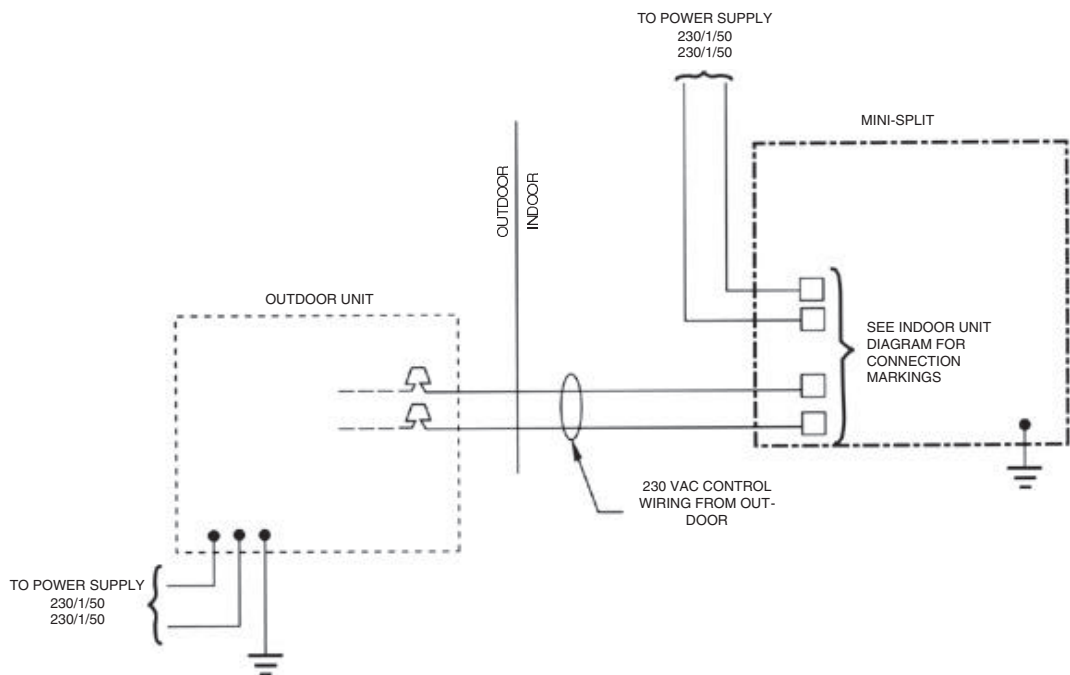 TO POWER SUPPLY
230/1/50
230/1/50
MINI-SPLIT
OUTDOOR
INDOOR
OUTDOOR UNIT
SEE INDOOR UNIT
DIAGRAM FOR
CONNECTION
MARKINGS
230 VAC CONTROL
WIRING FROM OUT-
DOOR
TO POWER SUPPLY
230/1/50
230/1/50